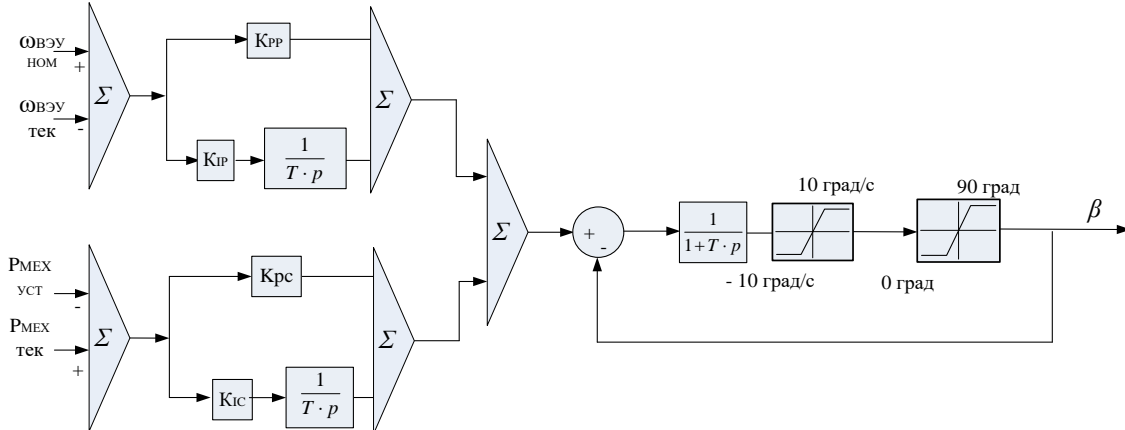 ωВЭУ
НОМ
+
ωВЭУ
тек
-
Σ
KPP
KIP
1
T · p
Σ
PМЕХ
УСТ
-
PМЕХ
тек
+
Σ
Kpc
KIC
1
T · p
Σ
Σ
+
-
1
1+T · p
10 град/с
- 10 град/с
90 град
0 град
β